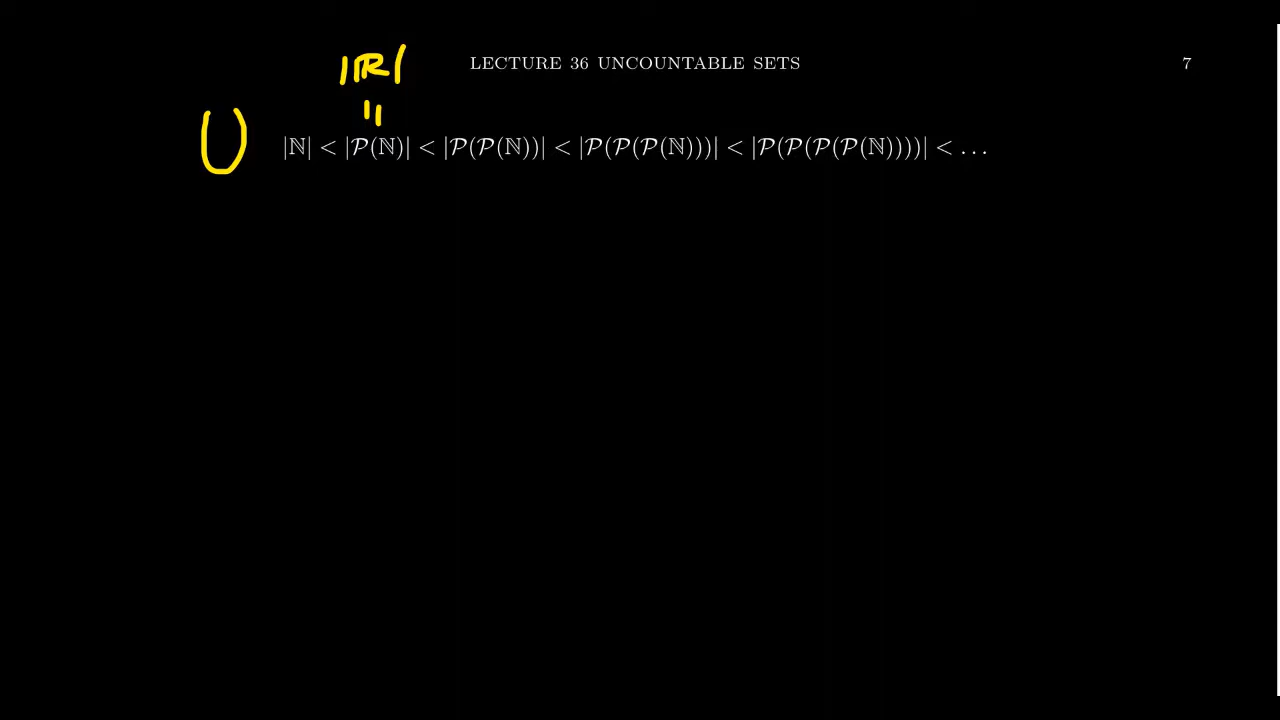 |ℝ|
LECTURE 36 UNCOUNTABLE SETS 7
||
U |ℕ| < |𝒫(ℕ)| < |𝒫(𝒫(ℕ))| < |𝒫(𝒫(𝒫(ℕ)))| < |𝒫(𝒫(𝒫(𝒫(ℕ))))| < ...